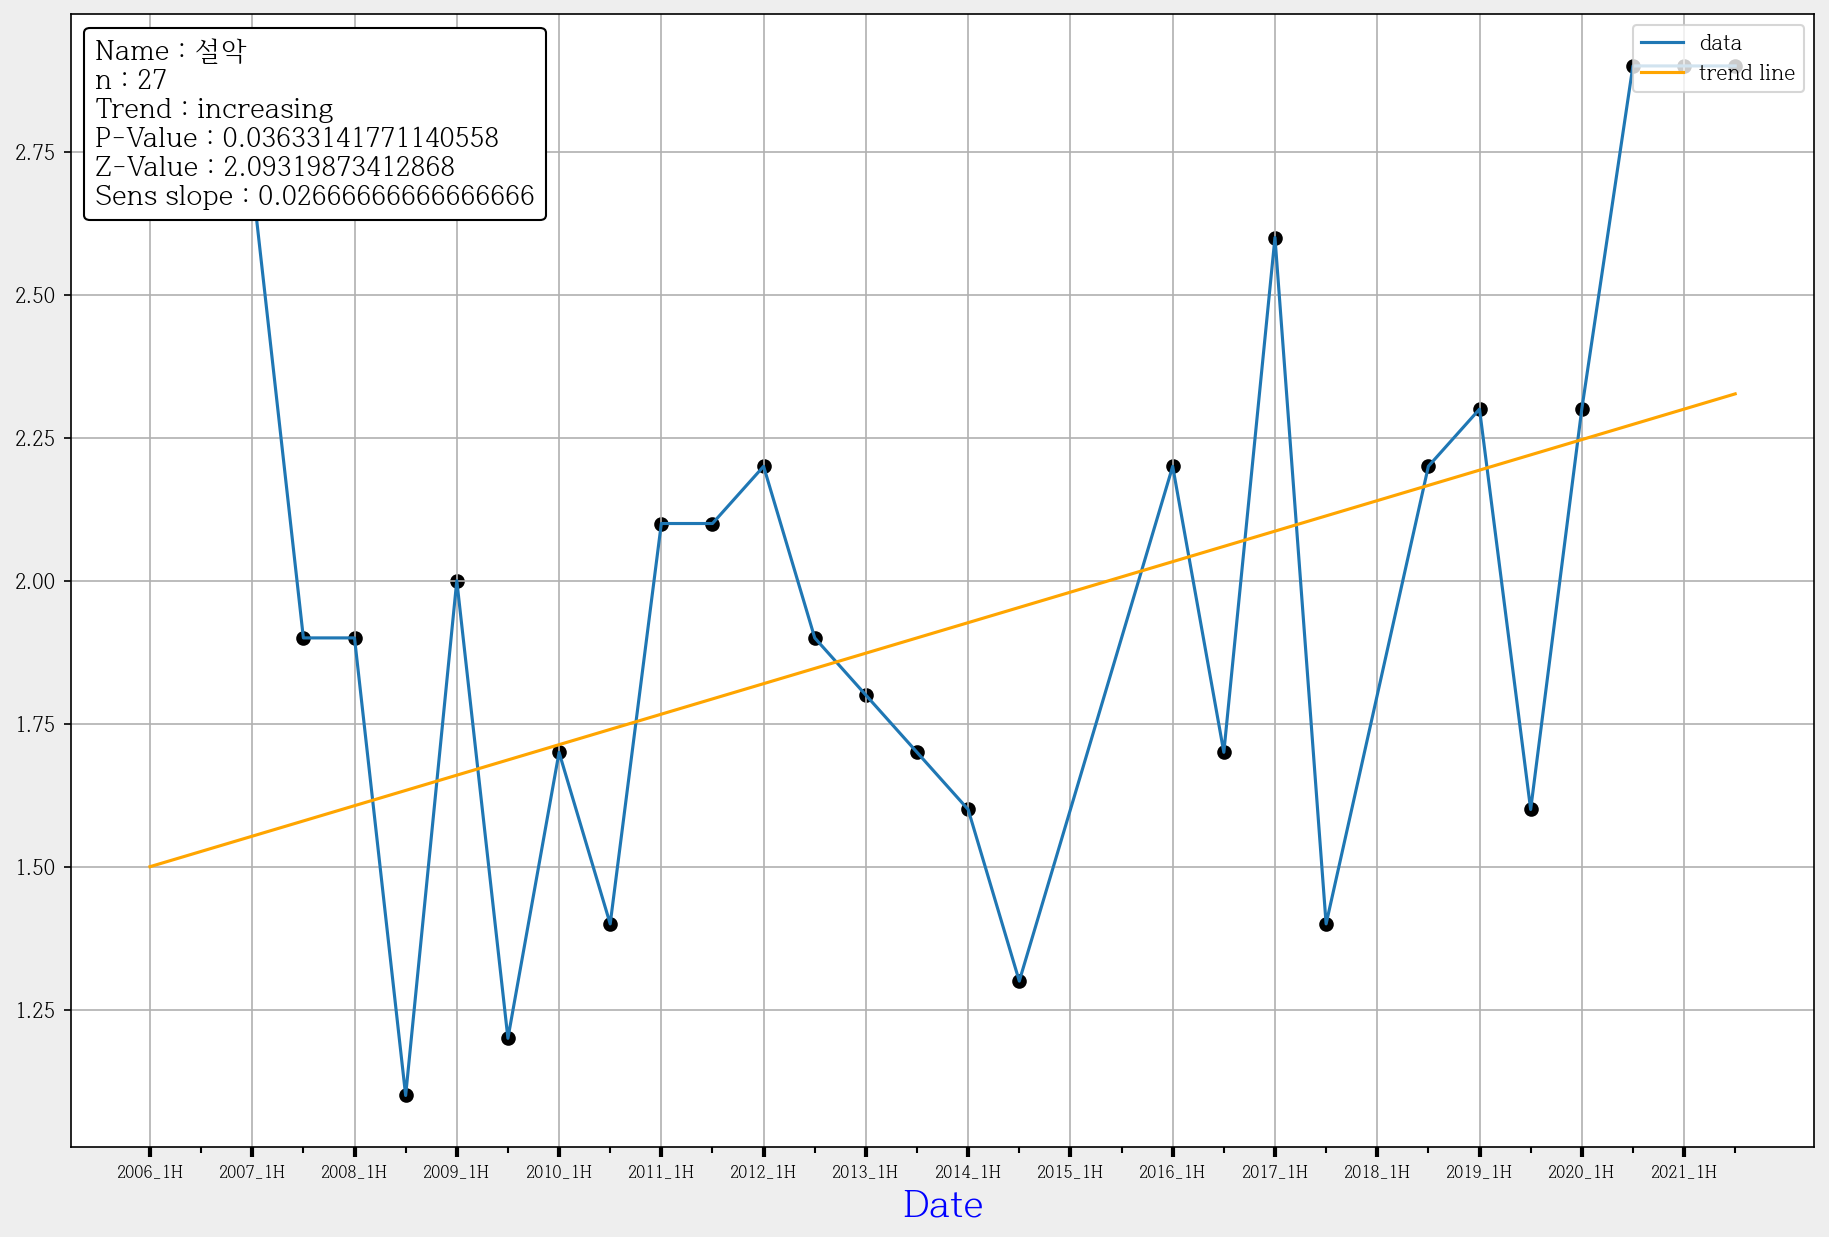 Name : 설악
n : 27
Trend : increasing
P-Value : 0.03633141771140558
Z-Value : 2.09319873412868
Sens slope : 0.02666666666666666
data
trend line
2.75
2.50
2.25
2.00
1.75
1.50
1.25
2006_1H 2007_1H 2008_1H 2009_1H 2010_1H 2011_1H 2012_1H 2013_1H 2014_1H 2015_1H 2016_1H 2017_1H 2018_1H 2019_1H 2020_1H 2021_1H
Date